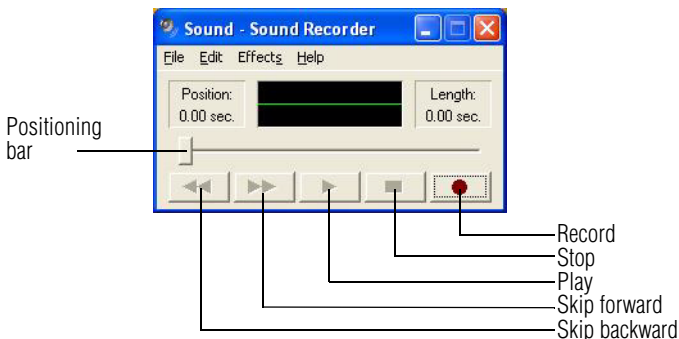 Sound - Sound Recorder
File Edit Effects Help
Position:
0.00 sec.
Length:
0.00 sec.
Positioning
bar
Record
Stop
Play
Skip forward
Skip backward